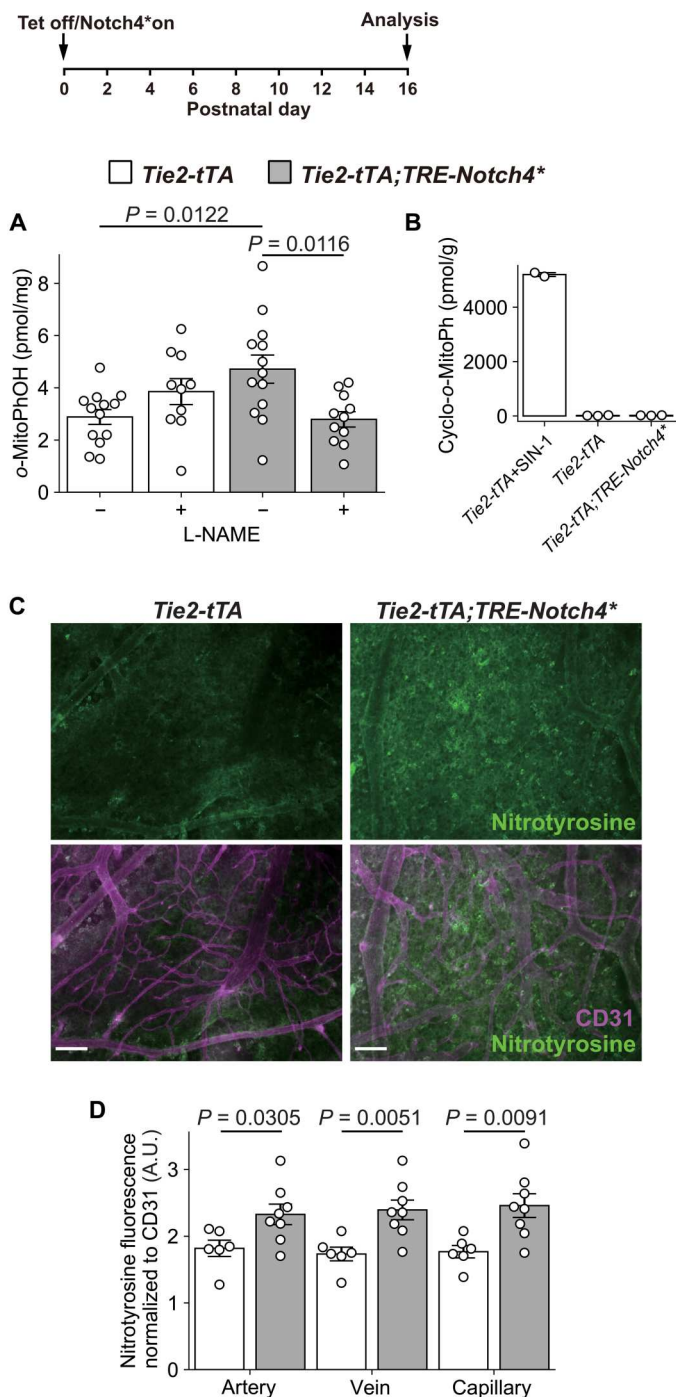 Tet off/Notch4*on Analysis
0 2 4 6 8 10 12 14 16
Postnatal day
Tie2-tTA Tie2-tTA;TRE-Notch4*
A
P = 0.0122
P = 0.0116
o-MitoPhOH (pmol/mg)
8
6
4
2
0
– + – +
L-NAME
B
Cyclo-o-MitoPh (pmol/g)
4000
2000
0
Tie2-tTA+SIN-1
Tie2-tTA
Tie2-tTA;TRE-Notch4*
C
Tie2-tTA Tie2-tTA;TRE-Notch4*
Nitrotyrosine
CD31
Nitrotyrosine
D
P = 0.0305 P = 0.0051 P = 0.0091
Nitrotyrosine fluorescence
normalized to CD31 (A.U.)
3
2
1
0
Artery Vein Capillary